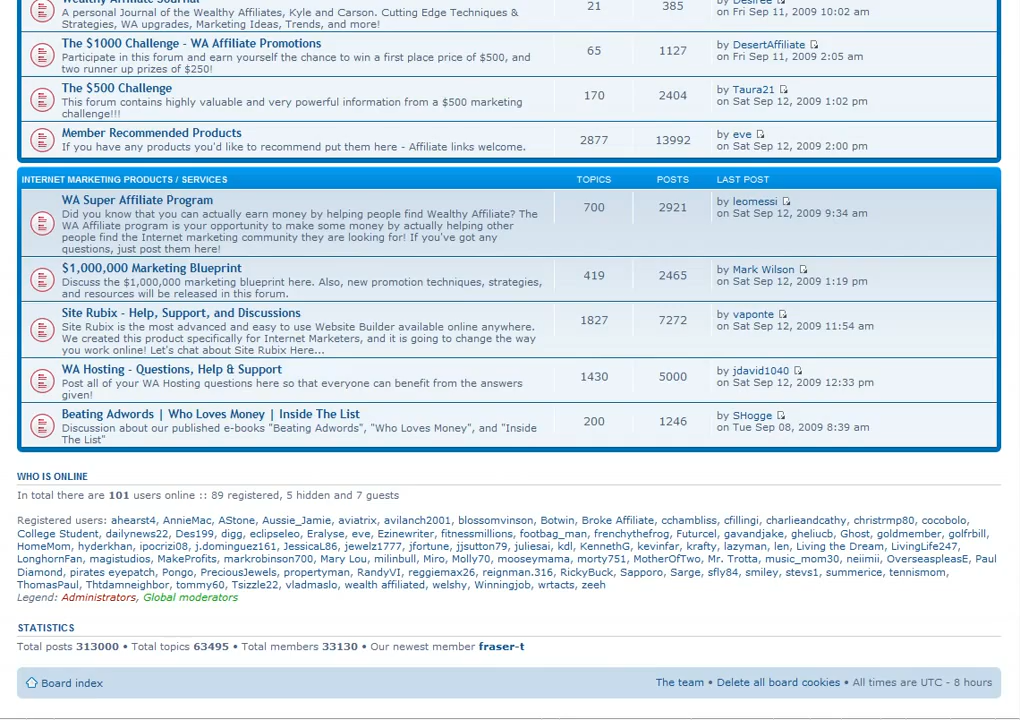 Wealthy Affiliate Journal
A personal Journal of the Wealthy Affiliates, Kyle and Carson. Cutting Edge Techniques &
Strategies, WA upgrades, Marketing Ideas, Trends, and more!
21 385 by Desiree
on Fri Sep 11, 2009 10:02 am
The $1000 Challenge - WA Affiliate Promotions
Participate in this forum and earn yourself the chance to win a first place price of $500, and
two runner up prizes of $250!
65 1127 by DesertAffiliate
on Fri Sep 11, 2009 2:05 am
The $500 Challenge
This forum contains highly valuable and very powerful information from a $500 marketing
challenge!!!
170 2404 by Taura21
on Sat Sep 12, 2009 1:02 pm
Member Recommended Products
If you have any products you'd like to recommend put them here - Affiliate links welcome.
2877 13992 by eve
on Sat Sep 12, 2009 2:00 pm
INTERNET MARKETING PRODUCTS / SERVICES TOPICS POSTS LAST POST
WA Super Affiliate Program
Did you know that you can actually earn money by helping people find Wealthy Affiliate? The
WA Affiliate program is your opportunity to make some money by actually helping other
people find the Internet marketing community they are looking for! If you've got any
questions, just post them here!
700 2921 by leomessi
on Sat Sep 12, 2009 9:34 am
$1,000,000 Marketing Blueprint
Discuss the $1,000,000 marketing blueprint here. Also, new promotion techniques, strategies,
and resources will be released in this forum.
419 2465 by Mark Wilson
on Sat Sep 12, 2009 1:19 pm
Site Rubix - Help, Support, and Discussions
Site Rubix is the most advanced and easy to use Website Builder available online anywhere.
We created this product specifically for Internet Marketers, and it is going to change the way
you work online! Let's chat about Site Rubix Here...
1827 7272 by vaponte
on Sat Sep 12, 2009 11:54 am
WA Hosting - Questions, Help & Support
Post all of your WA Hosting questions here so that everyone can benefit from the answers
given!
1430 5000 by jdavid1040
on Sat Sep 12, 2009 12:33 pm
Beating Adwords | Who Loves Money | Inside The List
Discussion about our published e-books "Beating Adwords", "Who Loves Money", and "Inside
The List"
200 1246 by SHogge
on Tue Sep 08, 2009 8:39 am
WHO IS ONLINE
In total there are 101 users online :: 89 registered, 5 hidden and 7 guests
Registered users: ahearst4, AnnieMac, AStone, Aussie_Jamie, aviatrix, avilanch2001, blossomvinson, Botwin, Broke Affiliate, cchambliss, cfillingi, charlieandcathy, christrmp80, cocobolo,
College Student, dailynews22, Des199, digg, eclipseleo, Eralyse, eve, Ezinewriter, fitnessmillions, footbag_man, frenchythefrog, Futurcel, gavandjake, gheliucb, Ghost, goldmember, golfrbill,
HomeMom, hyderkhan, ipocrizi08, j.dominguez161, JessicaL86, jewelz1777, jfortune, jjsutton79, juliesai, kdl, KennethG, kevinfar, krafty, lazyman, len, Living the Dream, LivingLife247,
LonghornFan, magistudios, MakeProfits, markrobinson700, Mary Lou, milinbull, Miro, Molly70, mooseymama, morty751, MotherOfTwo, Mr. Trotta, music_mom30, neiimii, OverseaspleasE, Paul
Diamond, pirates eyepatch, Pongo, PreciousJewels, propertyman, RandyVI, reggiemax26, reignman.316, RickyBuck, Sapporo, Sarge, sfly84, smiley, stevs1, summerice, tennismom,
ThomasPaul, Thtdamneighbor, tommy60, Tsizzle22, vladmaslo, wealth affiliated, welshy, Winningjob, wrtacts, zeeh
Legend: Administrators, Global moderators
STATISTICS
Total posts 313000 • Total topics 63495 • Total members 33130 • Our newest member fraser-t
Board index The team • Delete all board cookies • All times are UTC - 8 hours